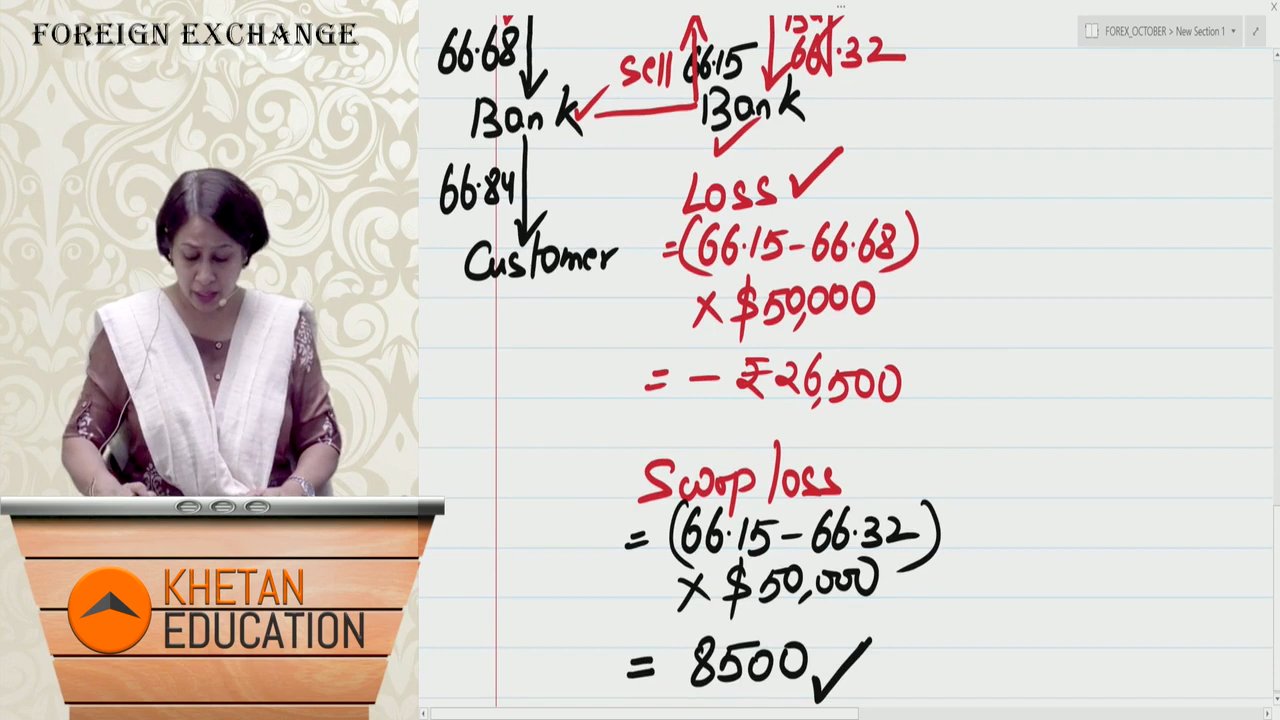 FOREIGN EXCHANGE
FOREX_OCTOBER > New Section 1
66.68
Bank
66.84
Customer
Sell
66.15
66.32
Bank
Loss ✓
=(66.15-66.68)
× $50,000
= - ₹26,500
Swap loss
= (66.15-66.32)
× $50,000
= 8500 ✓
KHETAN
EDUCATION